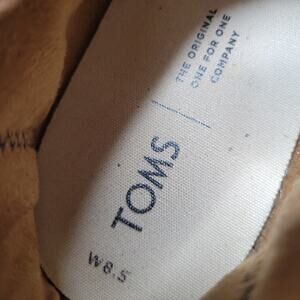 THE ORIGINAL
ONE FOR ONE
COMPANY
TOMS
W8.5